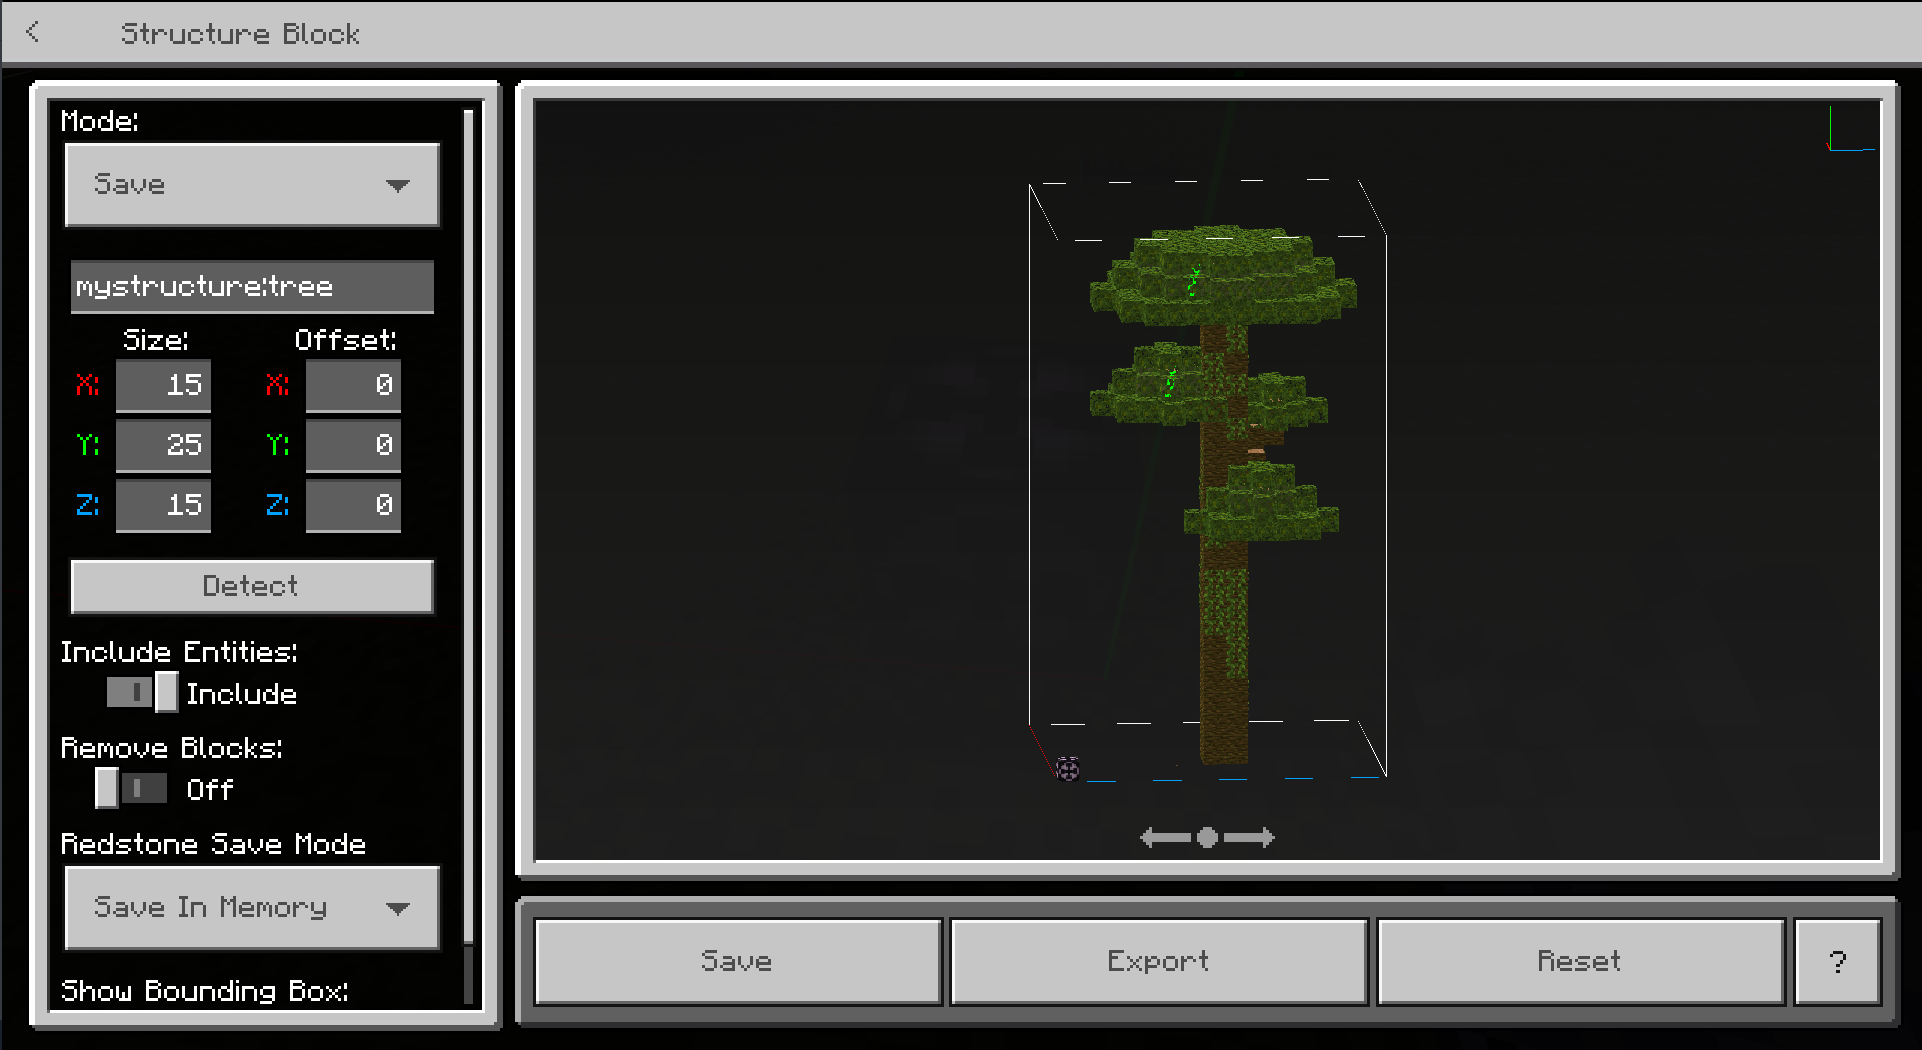 Structure Block
Mode:
Save
mystructure:tree
Size: Offset:
X: 15 X: 0
Y: 25 Y: 0
Z: 15 Z: 0
Detect
Include Entities:
Include
Remove Blocks:
Off
Redstone Save Mode
Save In Memory
Show Bounding Box:
Save Export Reset ?